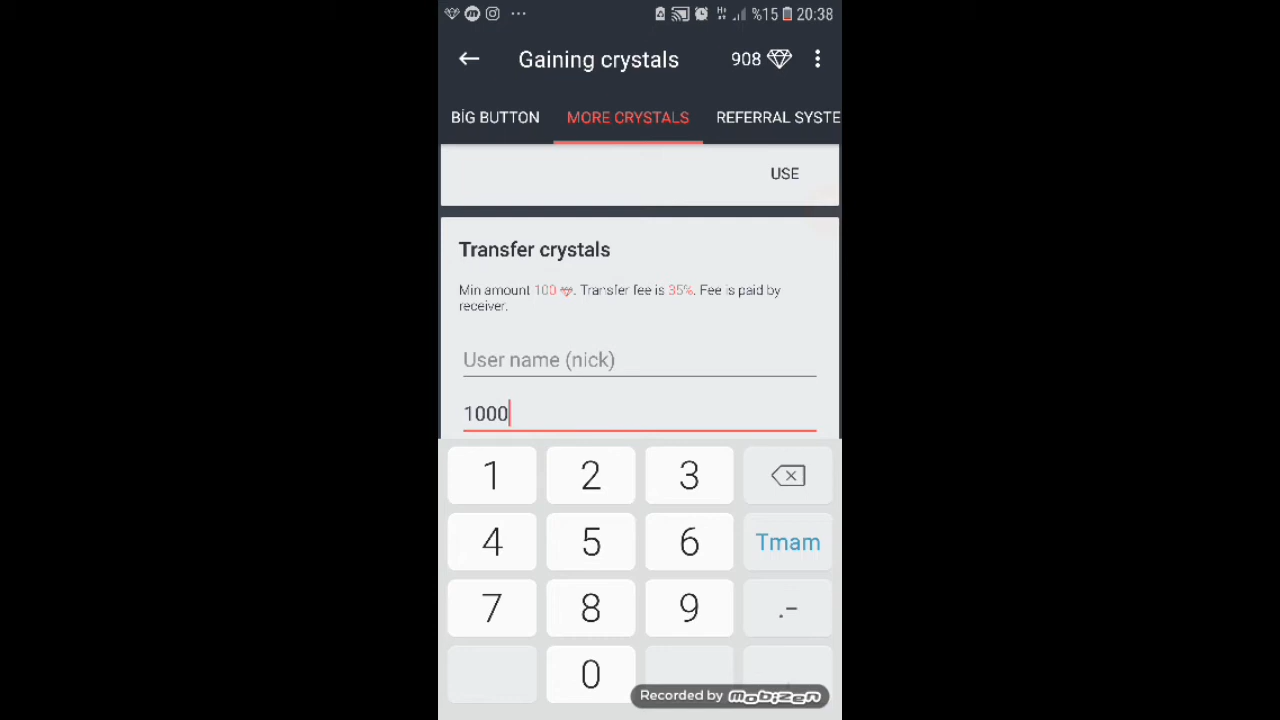 %15 20:38
Gaining crystals 908
BİG BUTTON MORE CRYSTALS REFERRAL SYSTE
USE
Transfer crystals
Min amount 100 . Transfer fee is 35%. Fee is paid by
receiver.
User name (nick)
1000
1 2 3
4 5 6 Tmam
7 8 9 .-
0
Recorded by mobizen